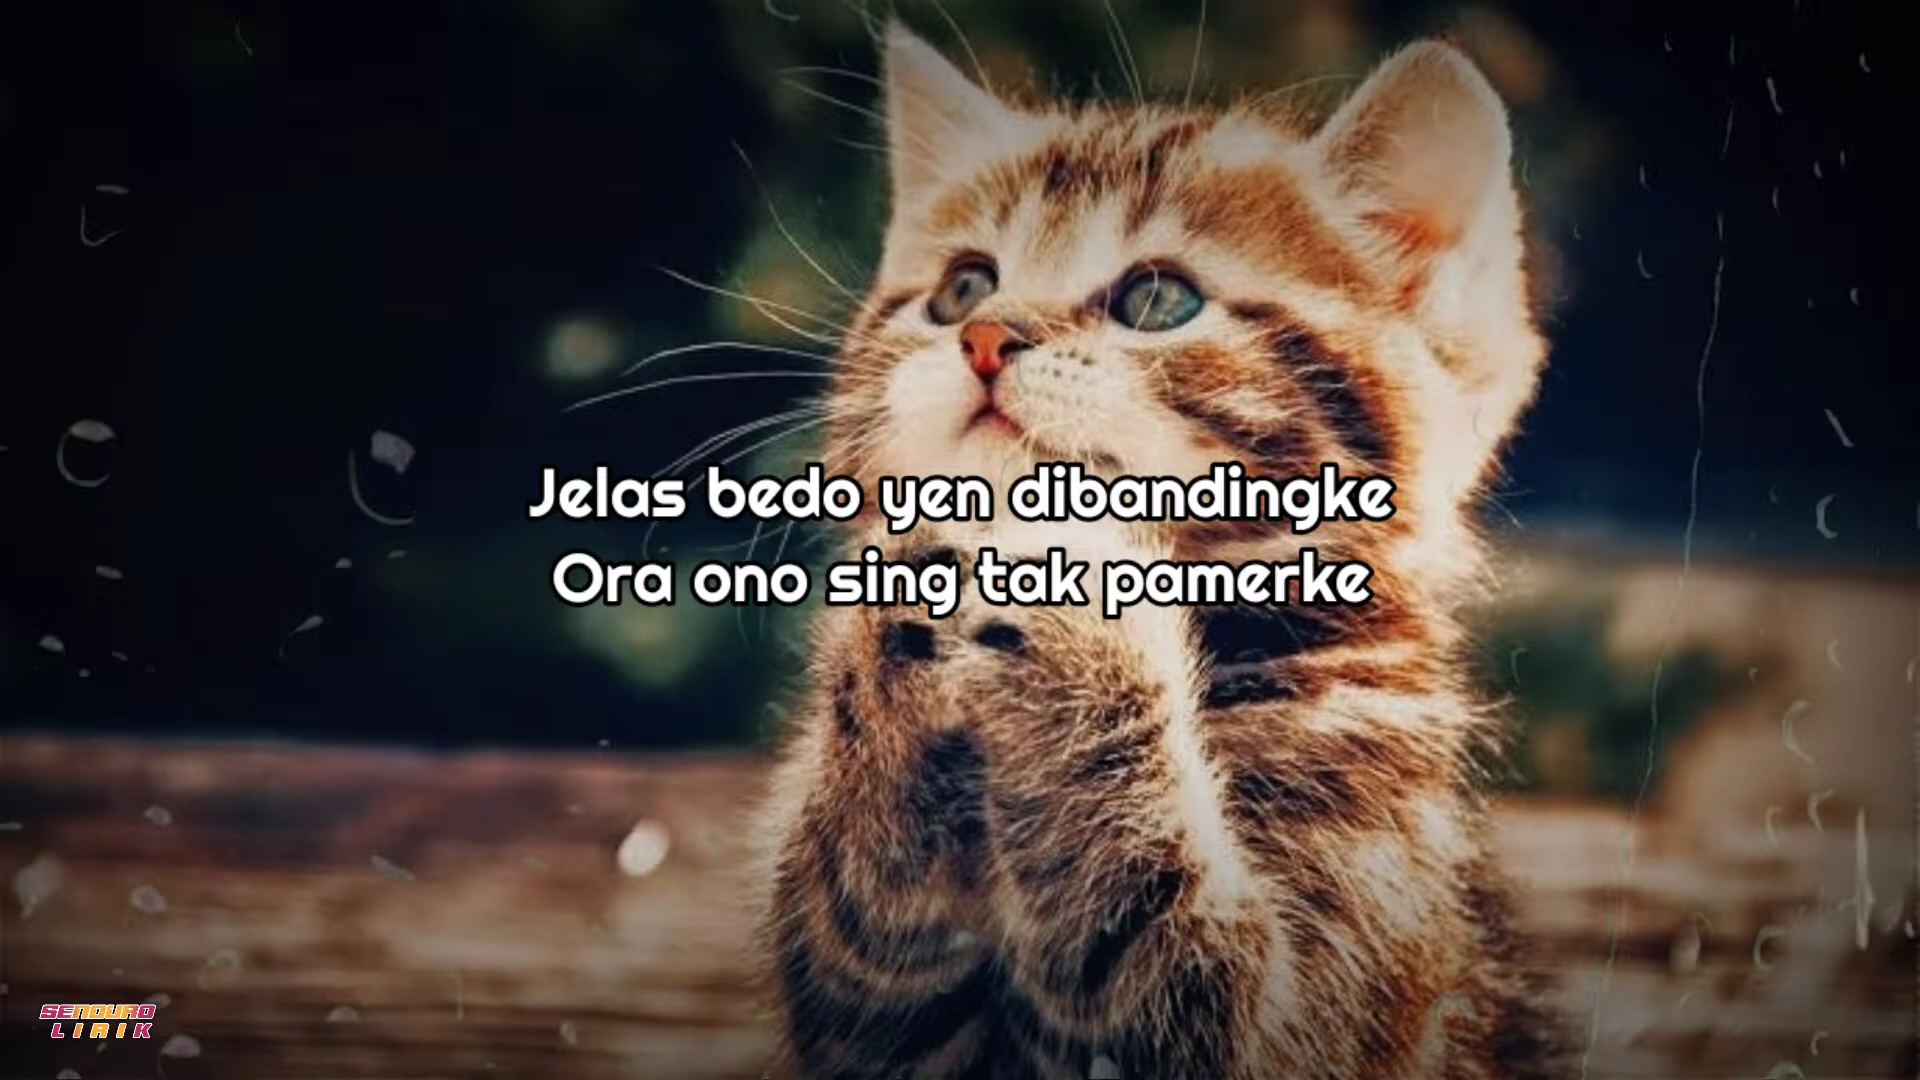 Jelas bedo yen dibandingke
Ora ono sing tak pamerke
SENDURO
LIRIK